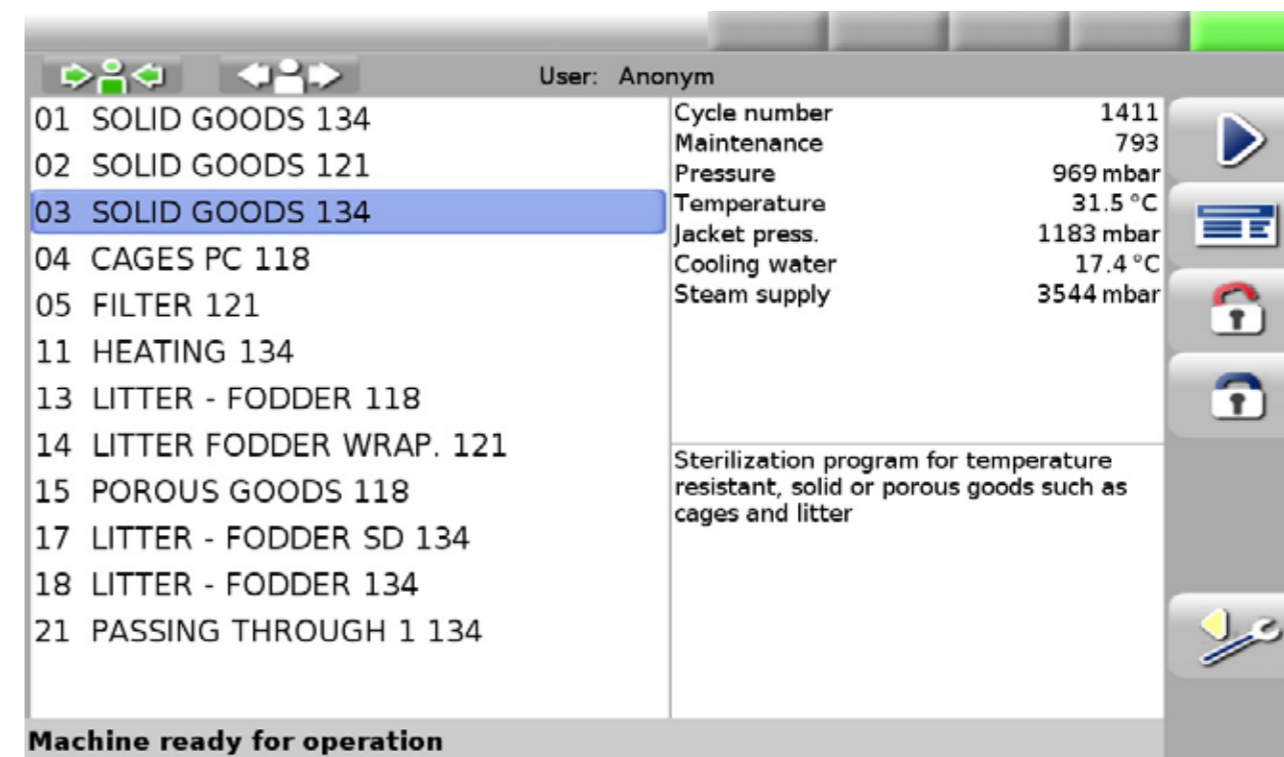 User: Anonym
01 SOLID GOODS 134
02 SOLID GOODS 121
03 SOLID GOODS 134
04 CAGES PC 118
05 FILTER 121
11 HEATING 134
13 LITTER - FODDER 118
14 LITTER FODDER WRAP. 121
15 POROUS GOODS 118
17 LITTER - FODDER SD 134
18 LITTER - FODDER 134
21 PASSING THROUGH 1 134
Cycle number 1411
Maintenance 793
Pressure 969 mbar
Temperature 31.5 °C
Jacket press. 1183 mbar
Cooling water 17.4 °C
Steam supply 3544 mbar
Sterilization program for temperature
resistant, solid or porous goods such as
cages and litter
Machine ready for operation